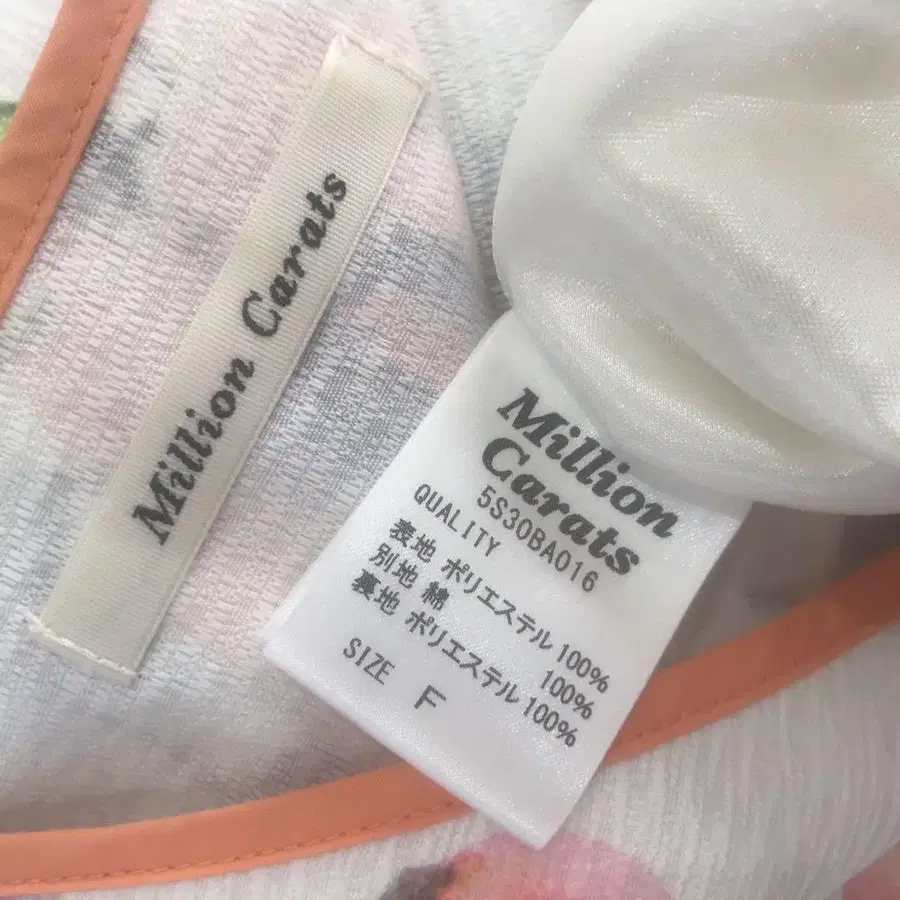 Million Carats
Million
Carats
5S30BA016
QUALITY
表地 ポリエステル 100%
別地 綿 100%
裏地 ポリエステル 100%
SIZE F